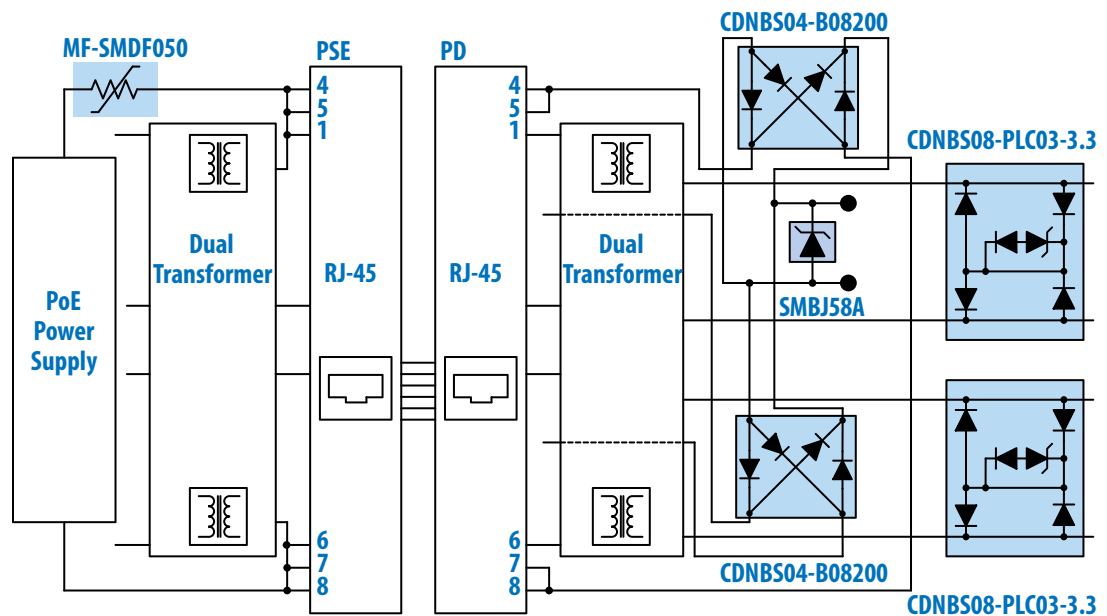 CDNBS04-B08200
MF-SMDF050
PSE
PD
4
5
1
4
5
1
CDNBS08-PLC03-3.3
Dual
Transformer
RJ-45
RJ-45
Dual
Transformer
SMBJ58A
PoE
Power
Supply
6
7
8
6
7
8
CDNBS04-B08200
CDNBS08-PLC03-3.3